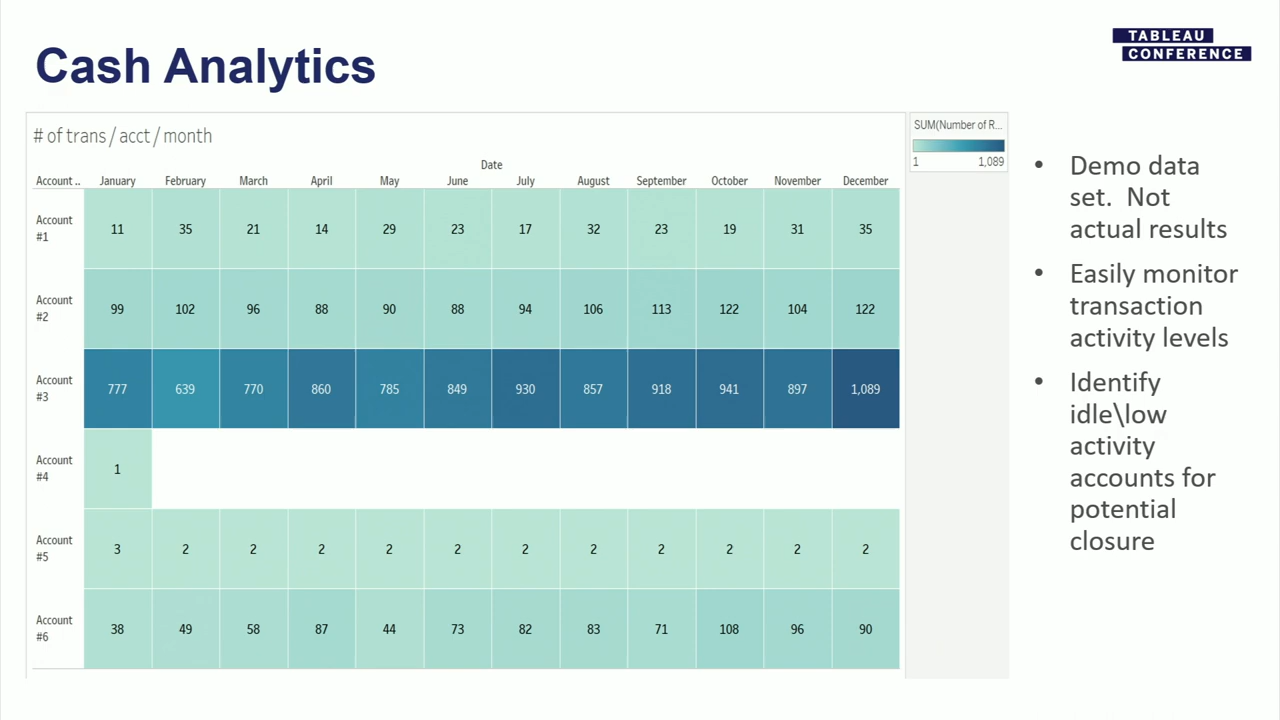 Cash Analytics
TABLEAU
CONFERENCE
# of trans / acct / month
SUM(Number of R...
1 1,089
Date
Account .. January February March April May June July August September October November December
Account
#1
11 35 21 14 29 23 17 32 23 19 31 35
Account
#2
99 102 96 88 90 88 94 106 113 122 104 122
Account
#3
777 639 770 860 785 849 930 857 918 941 897 1,089
Account
#4
1
Account
#5
3 2 2 2 2 2 2 2 2 2 2 2
Account
#6
38 49 58 87 44 73 82 83 71 108 96 90
• Demo data
set. Not
actual results
• Easily monitor
transaction
activity levels
• Identify
idle\low
activity
accounts for
potential
closure